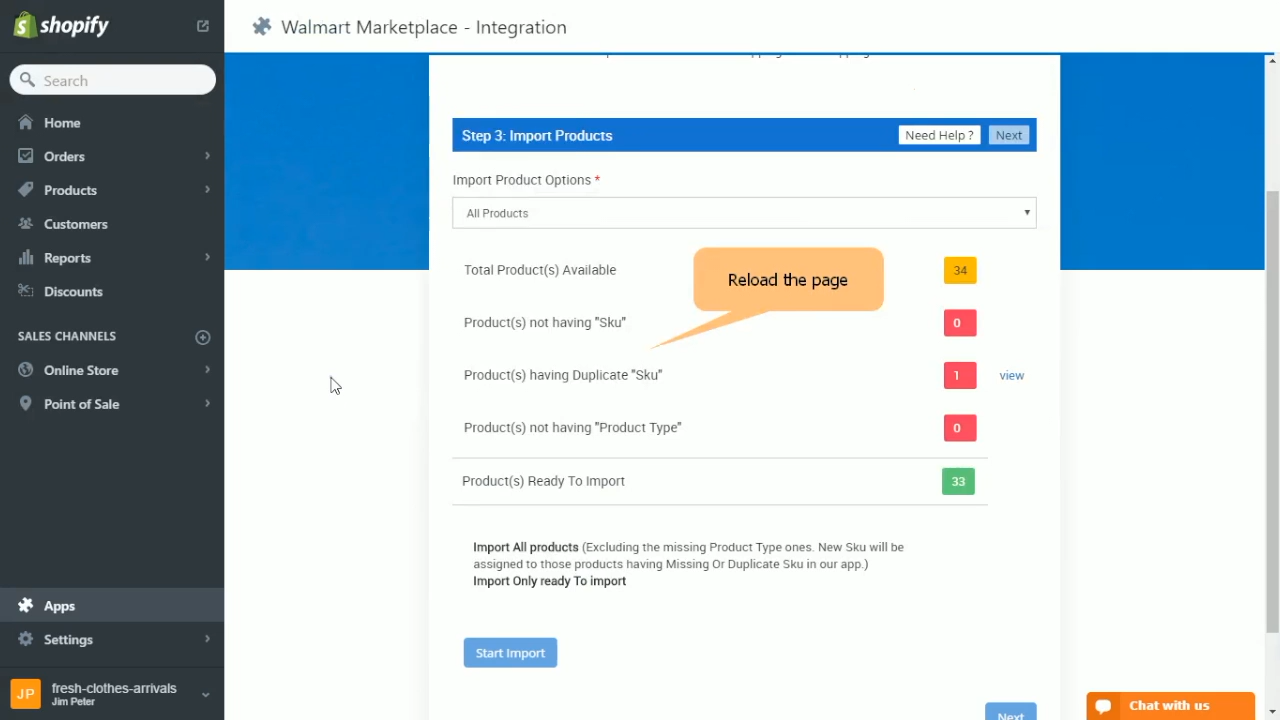 shopify
Walmart Marketplace - Integration
Search
Home
Orders
Products
Customers
Reports
Discounts
SALES CHANNELS
Online Store
Point of Sale
Apps
Settings
JP
fresh-clothes-arrivals
Jim Peter
Step 3: Import Products
Need Help ?
Next
Import Product Options *
All Products
Total Product(s) Available
34
Reload the page
Product(s) not having "Sku"
0
Product(s) having Duplicate "Sku"
1
view
Product(s) not having "Product Type"
0
Product(s) Ready To Import
33
Import All products (Excluding the missing Product Type ones. New Sku will be
assigned to those products having Missing Or Duplicate Sku in our app.)
Import Only ready To import
Start Import
Next
Chat with us